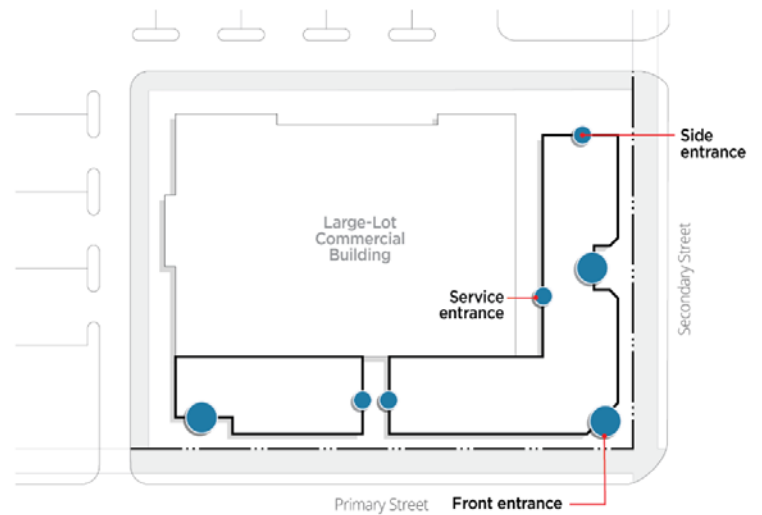 Side
entrance
Large-Lot
Commercial
Building
Secondary Street
Service
entrance
Primary Street
Front entrance